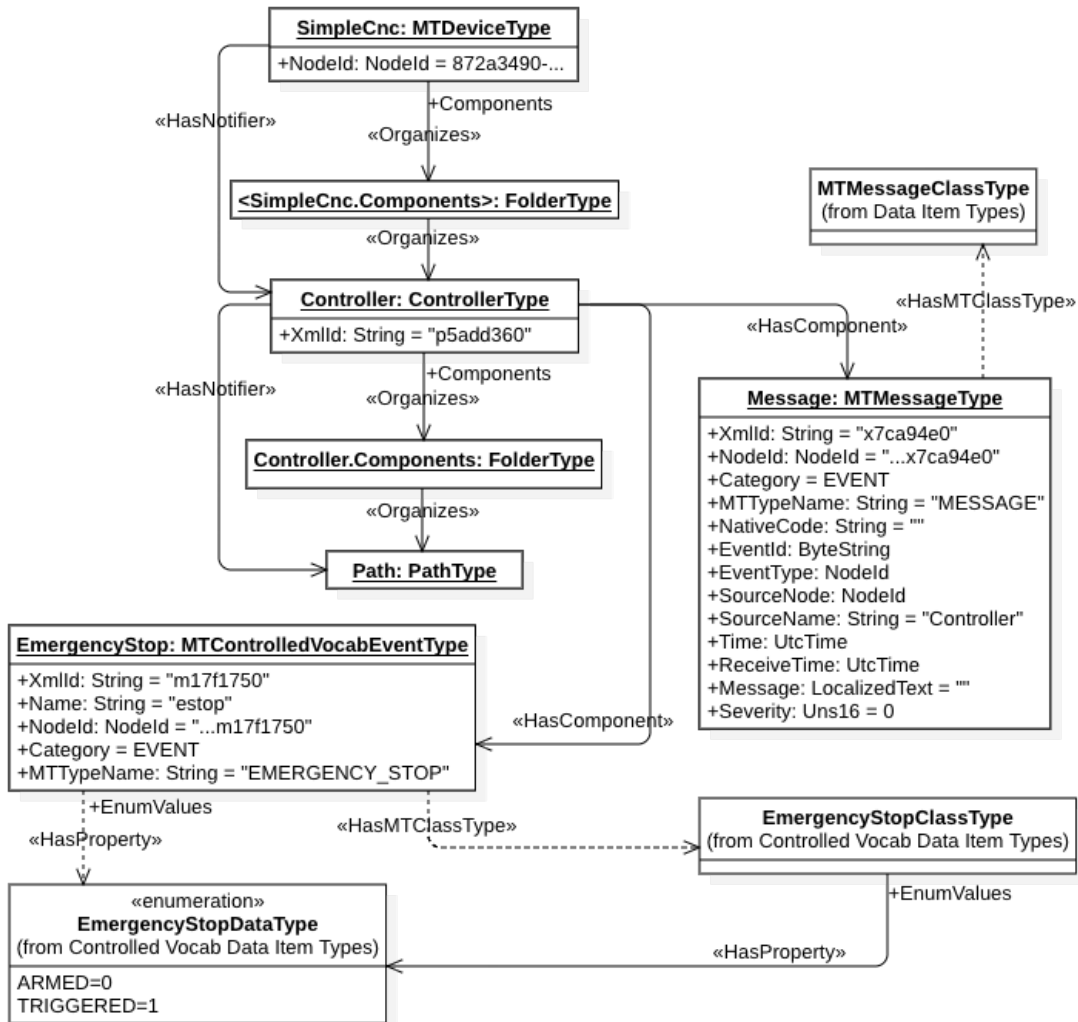 SimpleCnc: MTDeviceType
+NodeId: NodeId = 872a3490-...
+Components
«HasNotifier»
«Organizes»
<SimpleCnc.Components>: FolderType
«Organizes»
MTMessageClassType
(from Data Item Types)
Controller: ControllerType
+XmlId: String = "p5add360"
«HasMTClassType»
«HasComponent»
+Components
«HasNotifier»
«Organizes»
Controller.Components: FolderType
«Organizes»
Path: PathType
Message: MTMessageType
+XmlId: String = "x7ca94e0"
+NodeId: NodeId = "...x7ca94e0"
+Category = EVENT
+MTTypeName: String = "MESSAGE"
+NativeCode: String = ""
+EventId: ByteString
+EventType: NodeId
+SourceNode: NodeId
+SourceName: String = "Controller"
+Time: UtcTime
+ReceiveTime: UtcTime
+Message: LocalizedText = ""
+Severity: Uns16 = 0
EmergencyStop: MTControlledVocabEventType
+XmlId: String = "m17f1750"
+Name: String = "estop"
+NodeId: NodeId = "...m17f1750"
+Category = EVENT
+MTTypeName: String = "EMERGENCY_STOP"
«HasComponent»
+EnumValues
«HasProperty»
«HasMTClassType»
EmergencyStopClassType
(from Controlled Vocab Data Item Types)
+EnumValues
«HasProperty»
«enumeration»
EmergencyStopDataType
(from Controlled Vocab Data Item Types)
ARMED=0
TRIGGERED=1